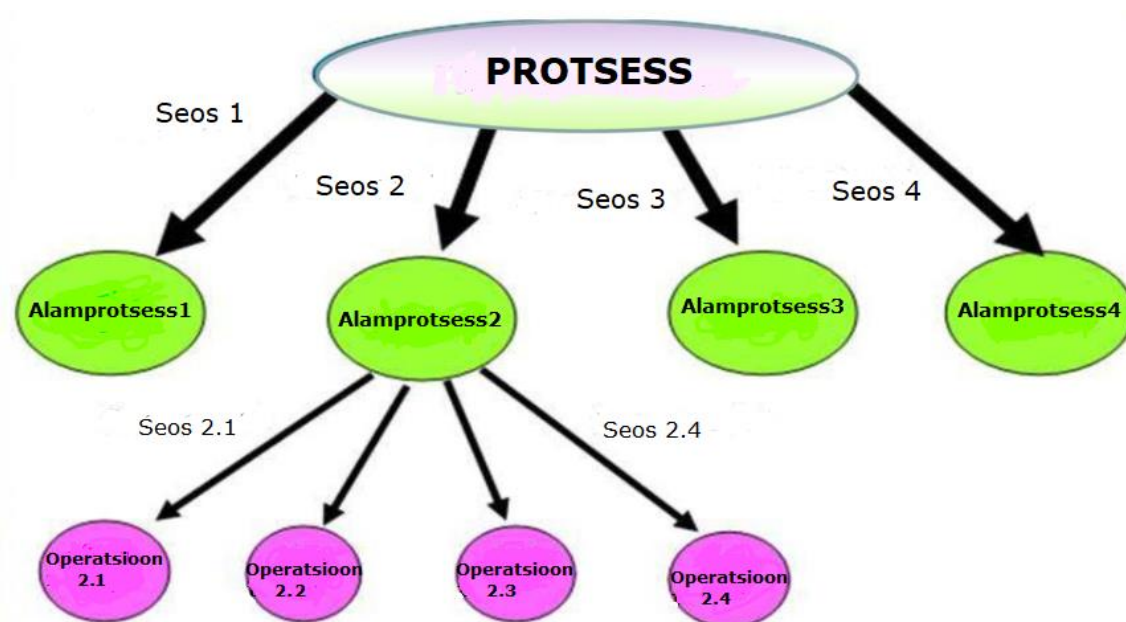 PROTSESS
Seos 1
Seos 2
Seos 3
Seos 4
Alamprotsess1
Alamprotsess2
Alamprotsess3
Alamprotsess4
Seos 2.1
Seos 2.4
Operatsioon
2.1
Operatsioon
2.2
Operatsioon
2.3
Operatsioon
2.4